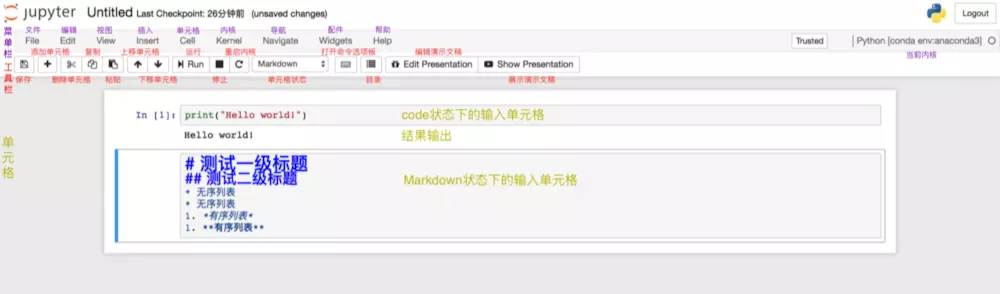 jupyter Untitled Last Checkpoint: 26分钟前 (unsaved changes) Logout
菜单栏
文件 编辑 视图 插入 单元格 内核 导航 配件 帮助
File Edit View Insert Cell Kernel Navigate Widgets Help Trusted Python [conda env:anaconda3]
当前内核
工具栏
添加单元格 复制 上移单元格 运行 重启内核 打开命令选项板 编辑演示文稿
Run Markdown Edit Presentation Show Presentation
保存 删除单元格 粘贴 下移单元格 停止 单元格状态 目录 展示演示文稿
单元格
In [1]: print("Hello world!") code状态下的输入单元格
Hello world! 结果输出
# 测试一级标题
## 测试二级标题 Markdown状态下的输入单元格
* 无序列表
* 无序列表
1. *有序列表*
1. **有序列表**